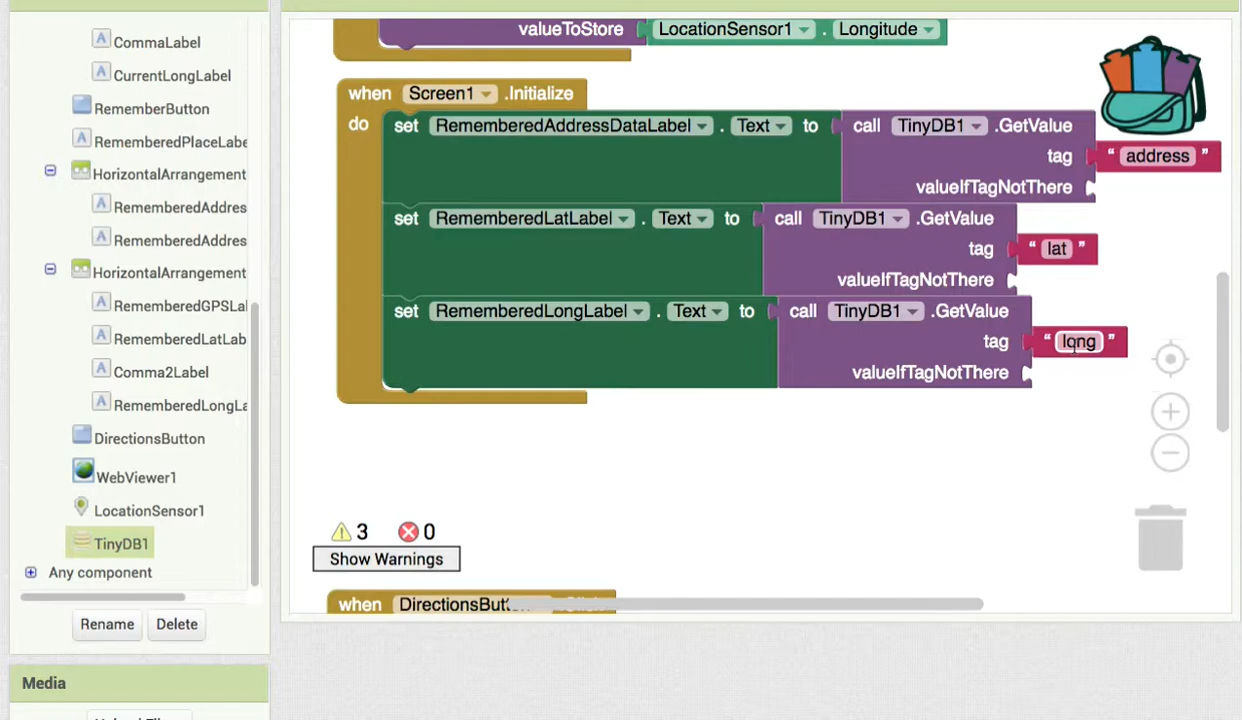 CommaLabel
CurrentLongLabel
RememberButton
RememberedPlaceLabe
HorizontalArrangement
RememberedAddres
RememberedAddres
HorizontalArrangement
RememberedGPSLa
RememberedLatLab
Comma2Label
RememberedLongLa
DirectionsButton
WebViewer1
LocationSensor1
TinyDB1
Any component
Rename Delete
Media
valueToStore LocationSensor1 . Longitude
when Screen1 .Initialize
do set RememberedAddressDataLabel . Text to call TinyDB1 .GetValue
tag " address "
valueIfTagNotThere
set RememberedLatLabel . Text to call TinyDB1 .GetValue
tag " lat "
valueIfTagNotThere
set RememberedLongLabel . Text to call TinyDB1 .GetValue
tag " long "
valueIfTagNotThere
3 0
Show Warnings
when